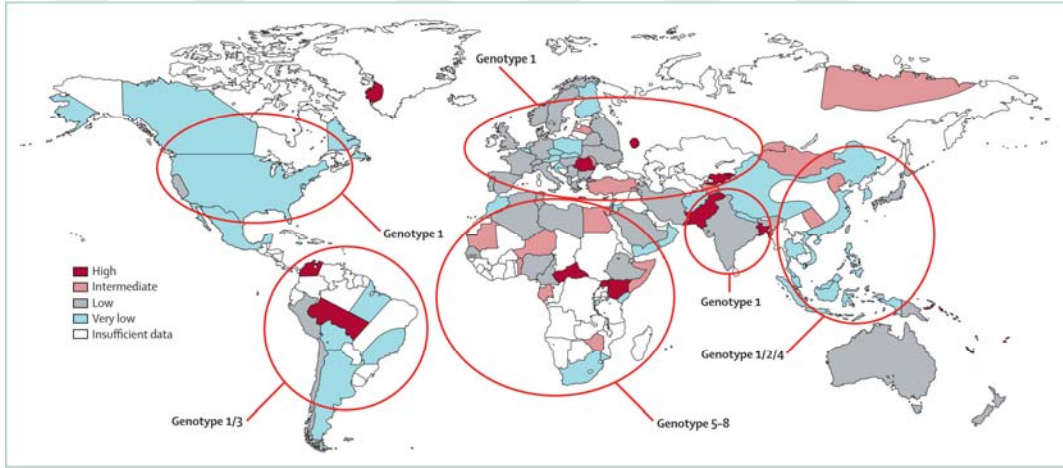 Genotype 1
Genotype 1
High
Intermediate
Low
Very low
Insufficient data
Genotype 1
Genotype 1/2/4
Genotype 1/3
Genotype 5–8